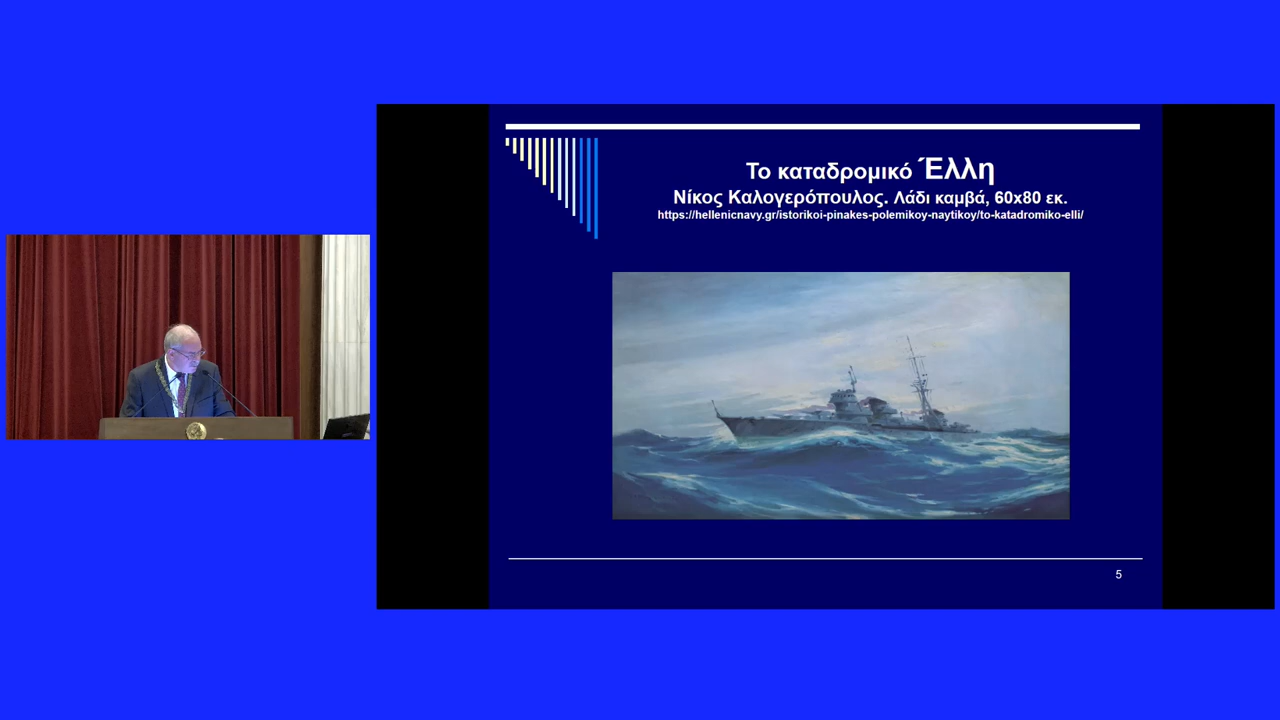 Το καταδρομικό Έλλη
Νίκος Καλογερόπουλος. Λάδι καμβά, 60x80 εκ.
https://hellenicnavy.gr/istorikoi-pinakes-polemikoy-naytikoy/to-katadromiko-elli/
5